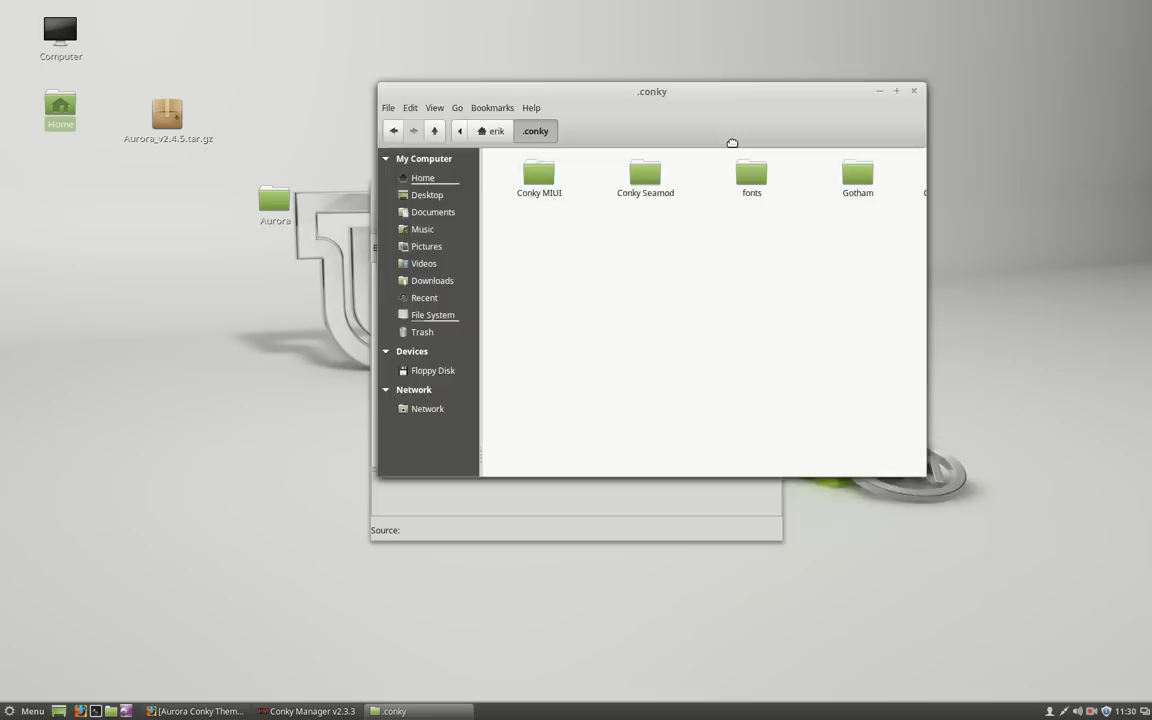 Computer
Home
Aurora_v2.4.5.tar.gz
Aurora
.conky
File Edit View Go Bookmarks Help
erik .conky
My Computer
Home
Desktop
Documents
Music
Pictures
Videos
Downloads
Recent
File System
Trash
Devices
Floppy Disk
Network
Network
Conky MIUI Conky Seamod fonts Gotham
Source:
Menu [Aurora Conky Them... Conky Manager v2.3.3 .conky 11:30